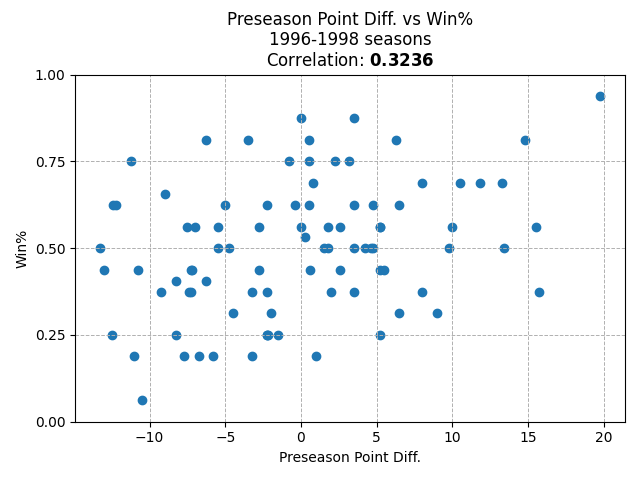 Preseason Point Diff. vs Win%
1996-1998 seasons
Correlation: 0.3236
1.00
0.75
0.50
0.25
0.00
Win%
−10
−5
0
5
10
15
20
Preseason Point Diff.